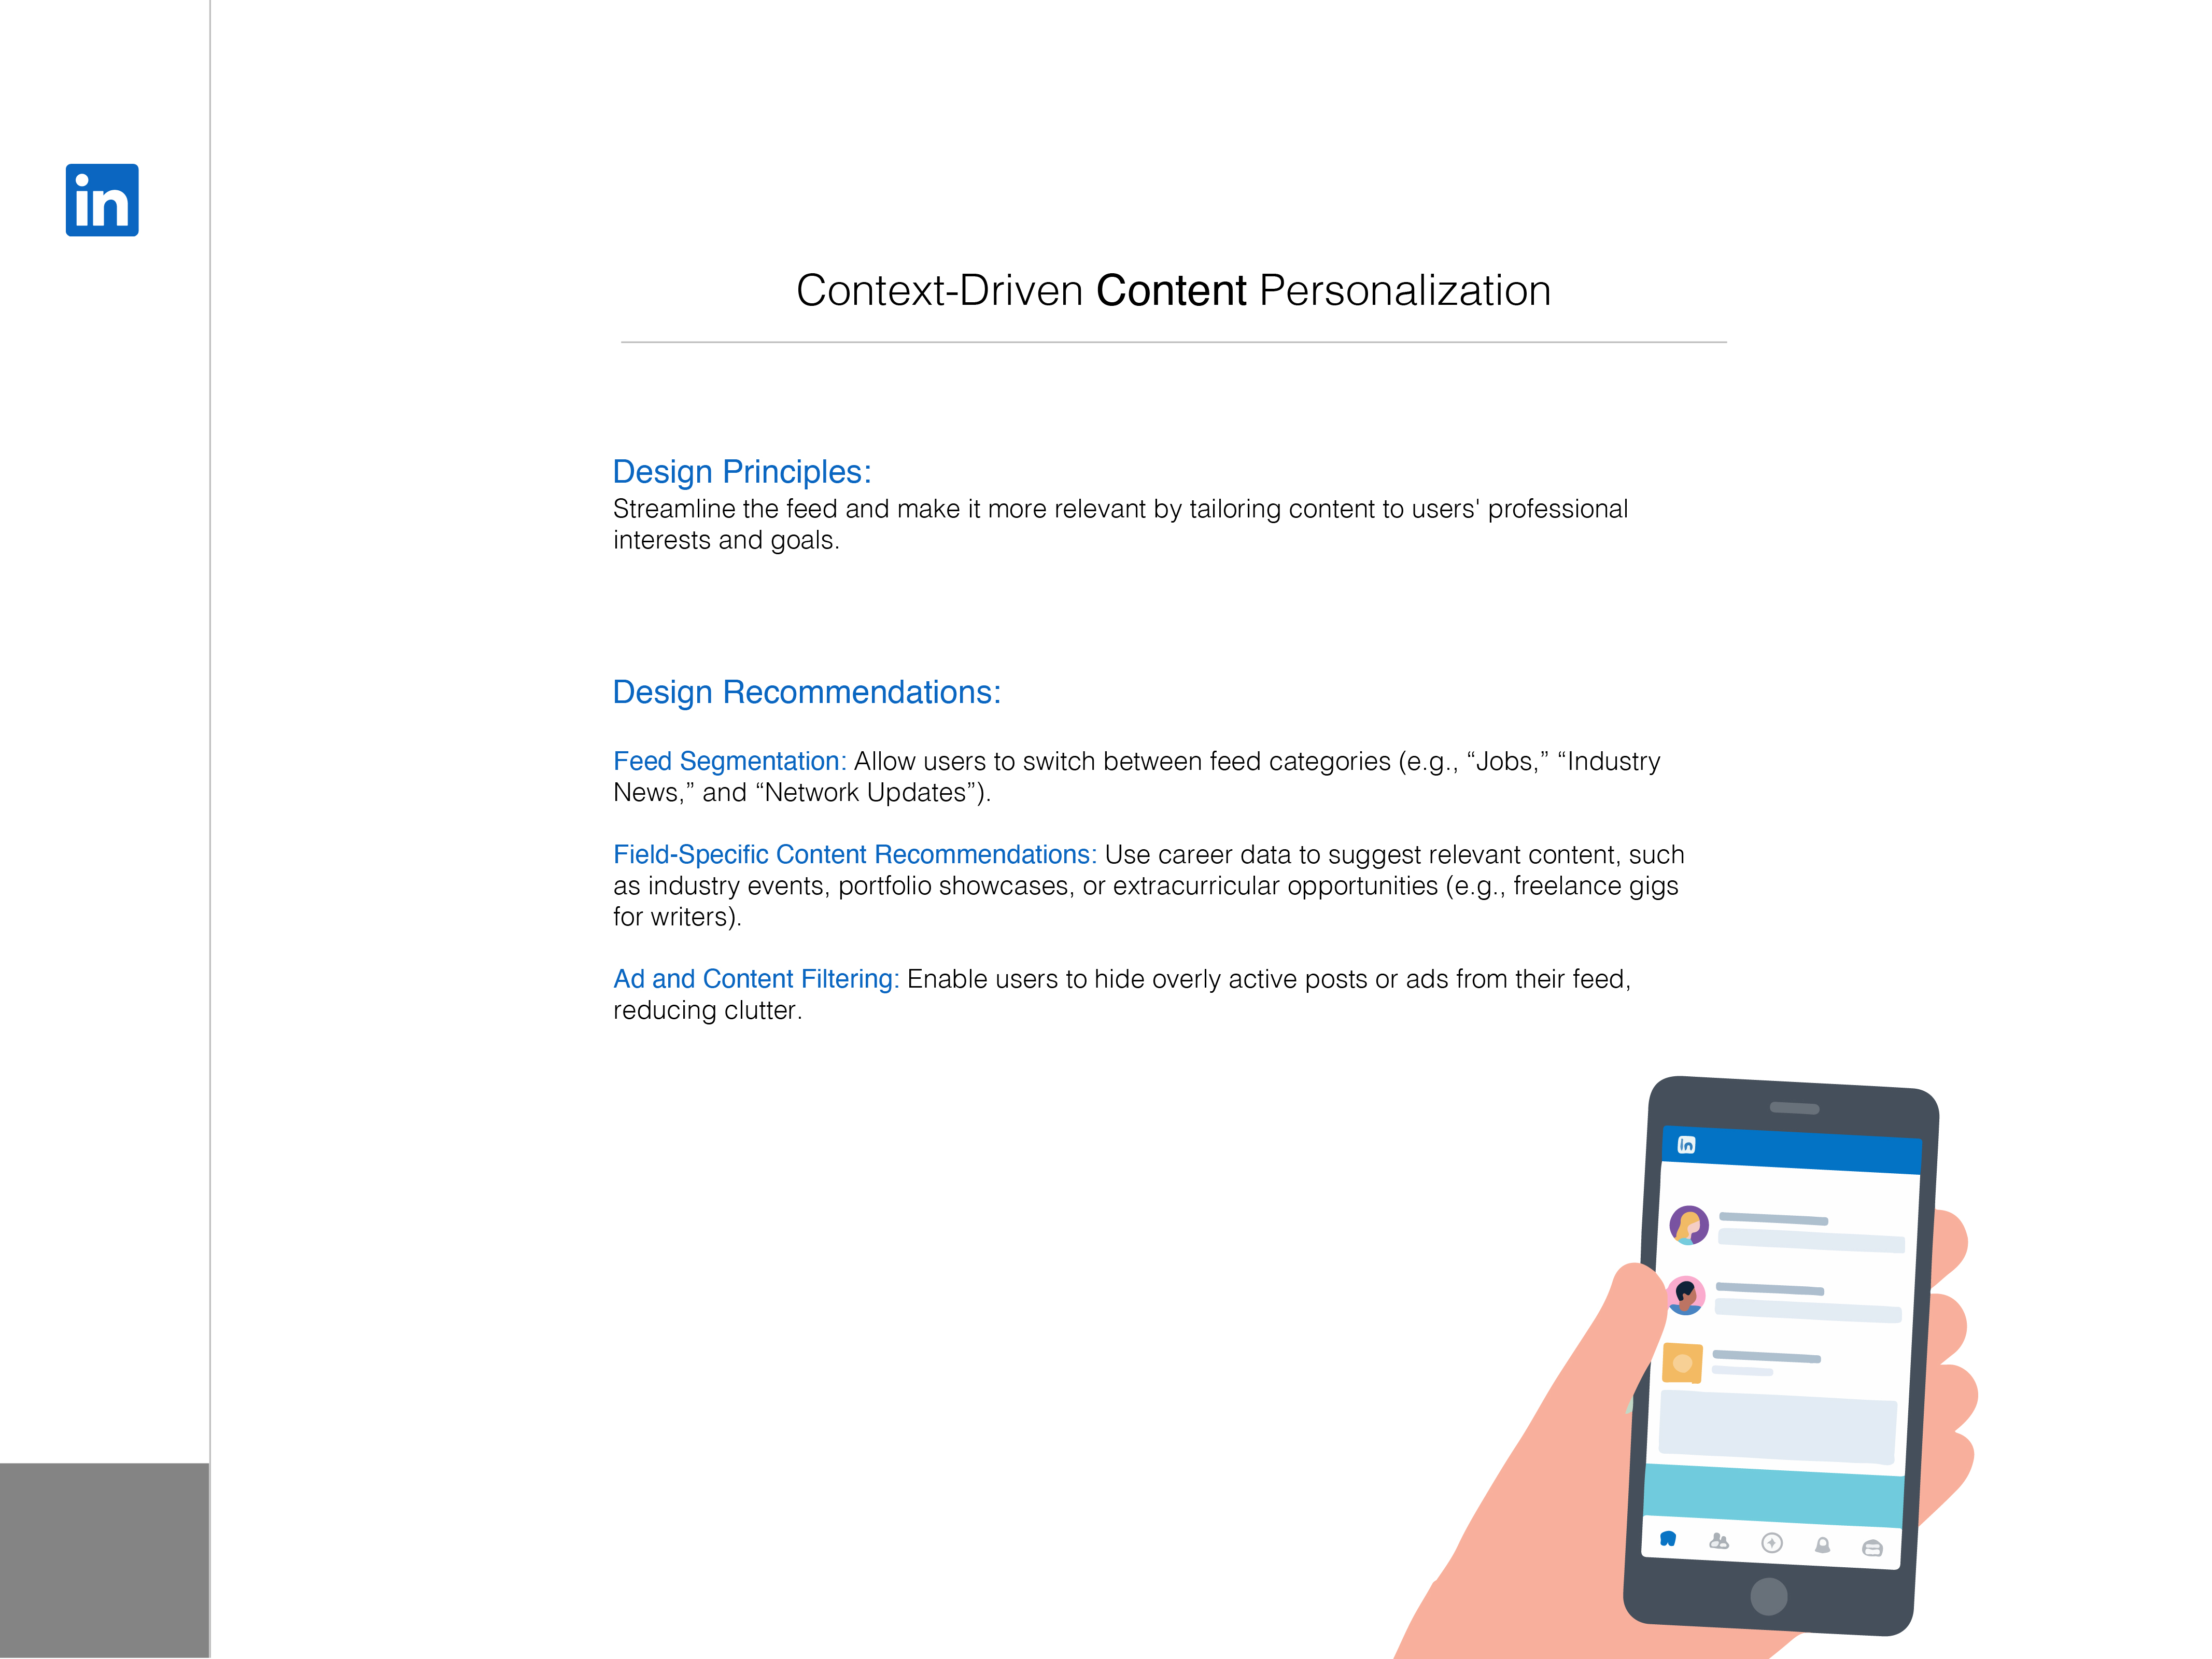 in
Context-Driven Content Personalization
Design Principles:
Streamline the feed and make it more relevant by tailoring content to users' professional
interests and goals.
Design Recommendations:
Feed Segmentation: Allow users to switch between feed categories (e.g., “Jobs,” “Industry
News,” and “Network Updates”).
Field-Specific Content Recommendations: Use career data to suggest relevant content, such
as industry events, portfolio showcases, or extracurricular opportunities (e.g., freelance gigs
for writers).
Ad and Content Filtering: Enable users to hide overly active posts or ads from their feed,
reducing clutter.
in